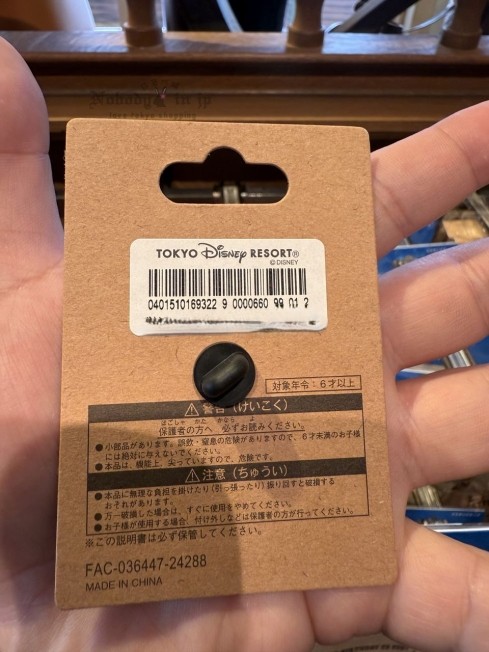 TOKYO Disney RESORT®
©DISNEY
0401510169322 9 0000660
対象年令：6才以上
⚠警告（けいこく）
ほごしゃ かた かなら よ
保護者の方へ 必ずお読みください。
●小部品があります。誤飲・窒息の危険がありますので、6才未満のお子様
には絶対に与えないでください。
●本品は、機能上、尖っていますので、危険です。
⚠注意（ちゅうい）
●本品に無理な負担を掛けたり（引っ張ったり）振り回すと破損する
おそれがあります。
●万一破損した場合は、すぐに使用をやめてください。
●お子様が使用する場合、付け外しなどは保護者の方が行ってください。
※この説明書は必ず保管してください。
FAC-036447-24288
MADE IN CHINA